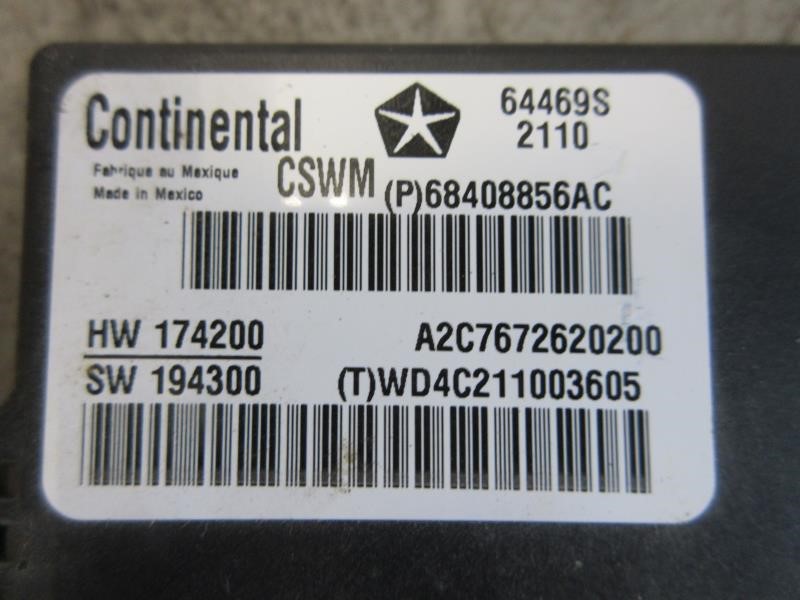 Continental
64469S
2110
Fabrique au Mexique
Made in Mexico
CSWM
(P)68408856AC
HW 174200
A2C7672620200
SW 194300
(T)WD4C211003605